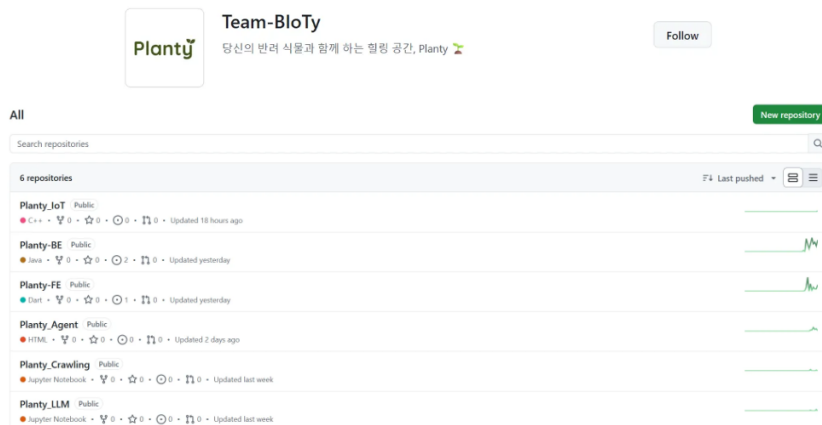 Planty
Team-BIoTy
당신의 반려 식물과 함께 하는 힐링 공간, Planty
Follow
All
New repository
Search repositories
6 repositories
Last pushed
Planty_IoT Public
C++ • 0 • 0 • 0 • 0 • Updated 18 hours ago
Planty-BE Public
Java • 0 • 0 • 2 • 0 • Updated yesterday
Planty-FE Public
Dart • 0 • 0 • 1 • 0 • Updated yesterday
Planty_Agent Public
HTML • 0 • 0 • 0 • 0 • Updated 2 days ago
Planty_Crawling Public
Jupyter Notebook • 0 • 0 • 0 • 0 • Updated last week
Planty_LLM Public
Jupyter Notebook • 0 • 0 • 0 • 0 • Updated last week